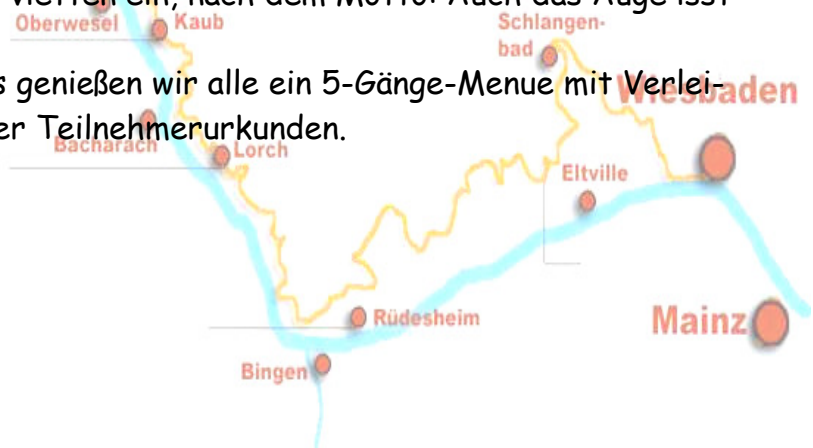 vietten ein, nach dem Motto: Auch das Auge isst
Oberwesel
Kaub
Schlangen-
bad
s genießen wir alle ein 5-Gänge-Menue mit Verlei-
Wiesbaden
er Teilnehmerurkunden.
Bacharach
Lorch
Eltville
Rüdesheim
Mainz
Bingen